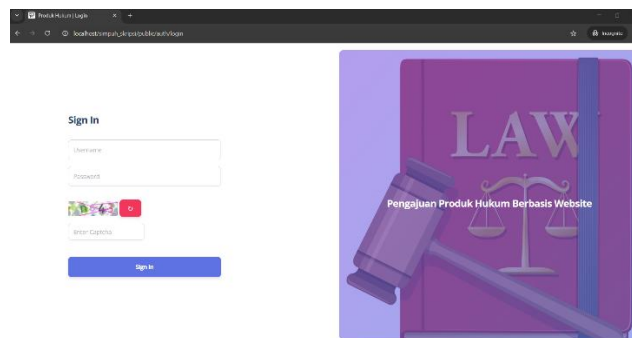 Produk Hukum | Login
localhost/simpuh_skripsi/public/auth/login
Incognito
Sign In
Username
Password
Enter Captcha
Sign In
LAW
Pengajuan Produk Hukum Berbasis Website